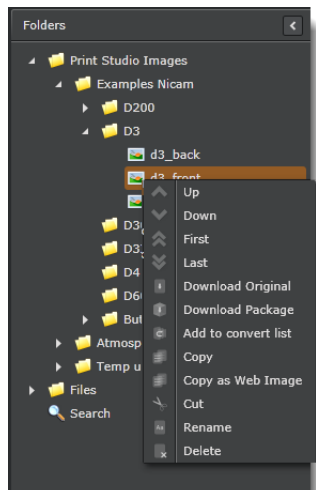 Folders
Print Studio Images
Examples Nicam
D200
D3
d3_back
d3_front
Up
Down
First
D4
Last
Download Original
Download Package
Add to convert list
Copy
Copy as Web Image
Files
Cut
Search
Rename
Delete